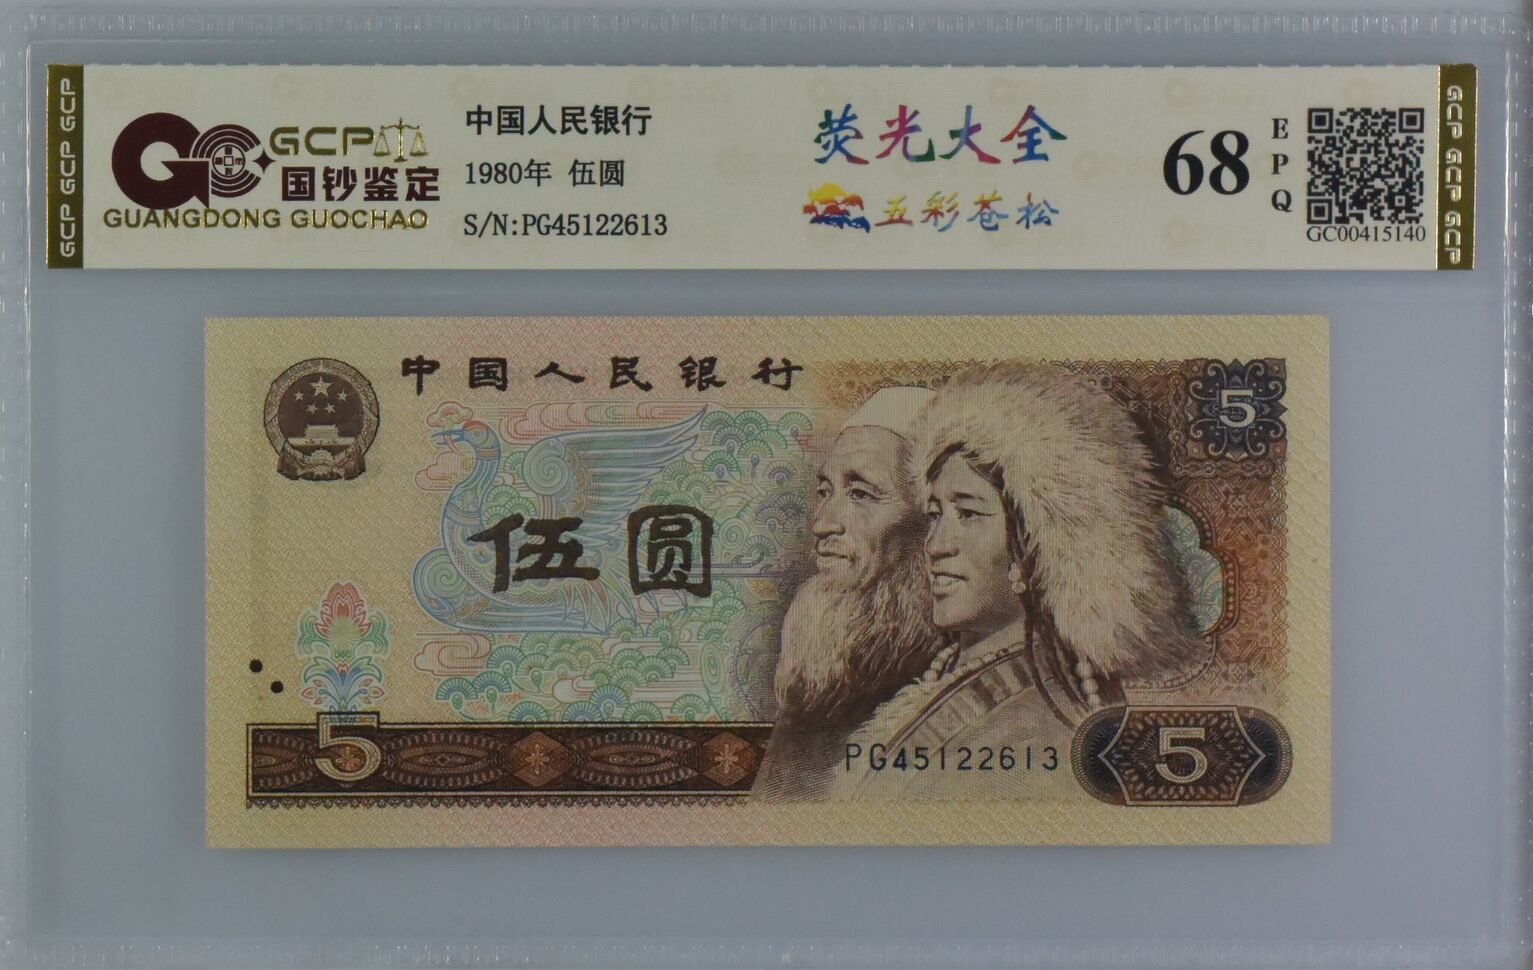 GCP GCP GCP
GCP
国钞鉴定
GUANGDONG GUOCHAO
中国人民银行
1980年 伍圆
S/N:PG45122613
荧光大全
五彩苍松
68
EPQ
GC00415140
GCP GCP GCP
中国人民银行
5
伍圆
5
PG45122613
5